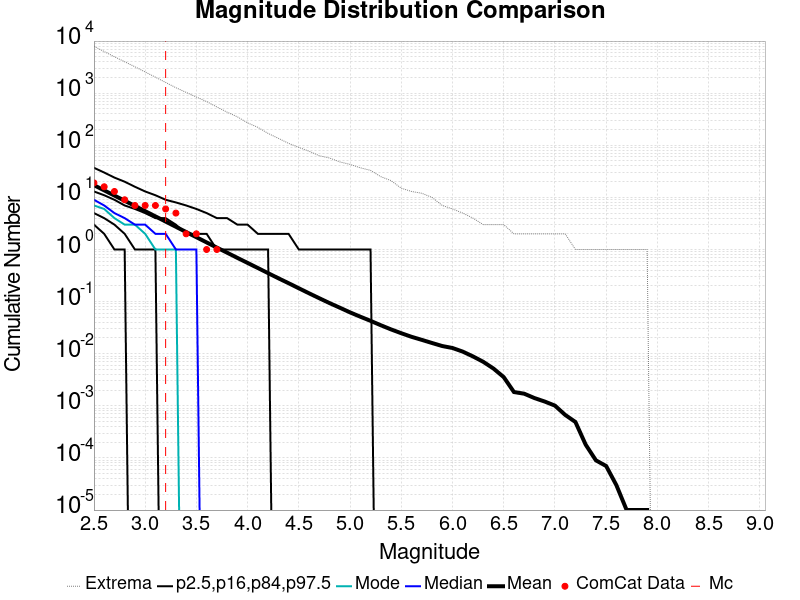 Magnitude Distribution Comparison
10^4
10^3
10^2
10^1
10^0
10^-1
10^-2
10^-3
10^-4
10^-5
Cumulative Number
2.5 3.0 3.5 4.0 4.5 5.0 5.5 6.0 6.5 7.0 7.5 8.0 8.5 9.0
Magnitude
Extrema p2.5,p16,p84,p97.5 Mode Median Mean ComCat Data Mc